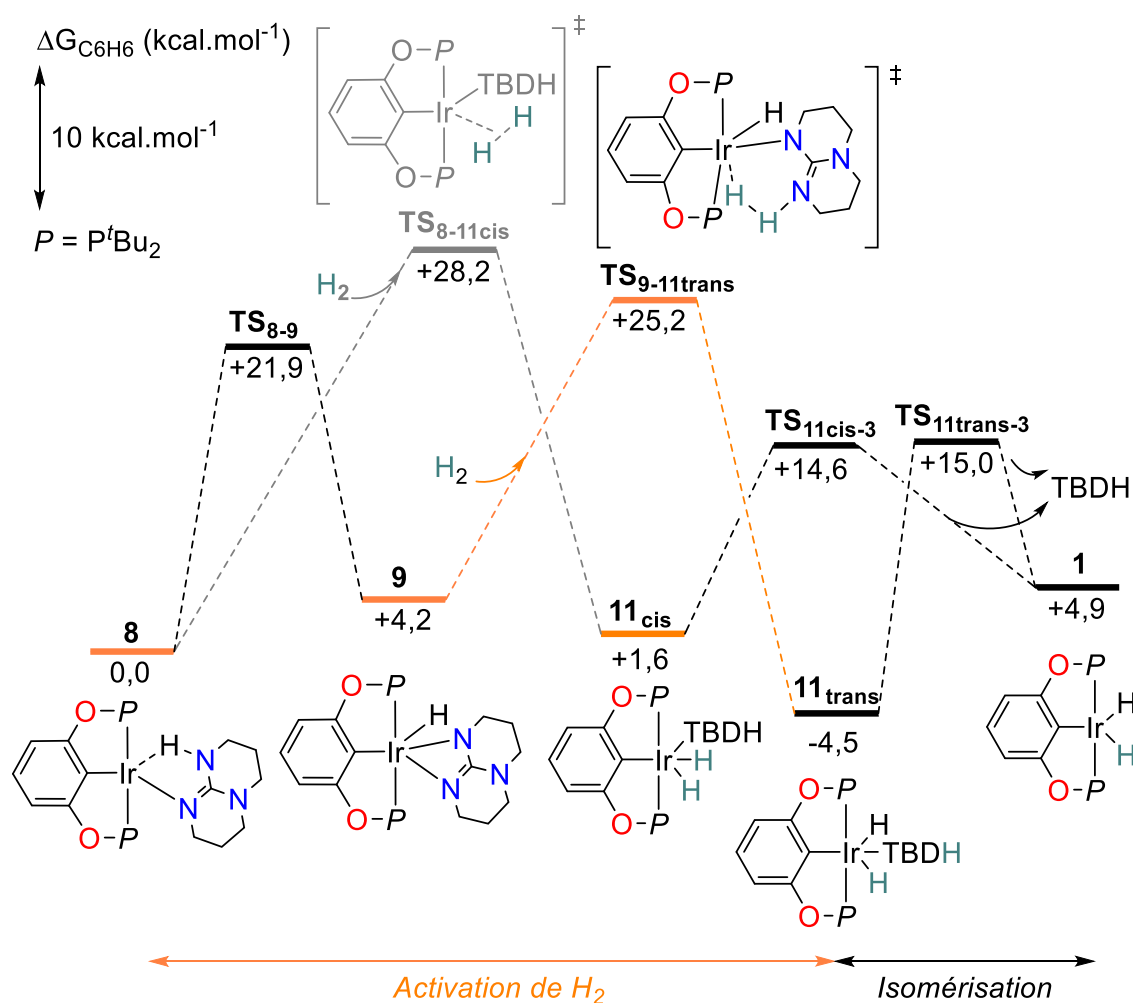 ΔG_C6H6 (kcal.mol⁻¹)
10 kcal.mol⁻¹
P = PᵗBu₂
O P
Ir TBDH
H
H
O P
‡
O P
H
Ir N
N
H N
H
O P
‡
TS8-11cis
+28,2
H₂
TS9-11trans
+25,2
TS8-9
+21,9
TS11cis-3
+14,6
TS11trans-3
+15,0
H₂
TBDH
8
0,0
9
+4,2
11cis
+1,6
11trans
-4,5
1
+4,9
O P
H N
Ir
N N
O P
O P
H
Ir N
N N
O P
O P
TBDH
Ir H
H
O P
O P
H
Ir TBDH
H
O P
O P
H
Ir
H
O P
Activation de H₂
Isomérisation